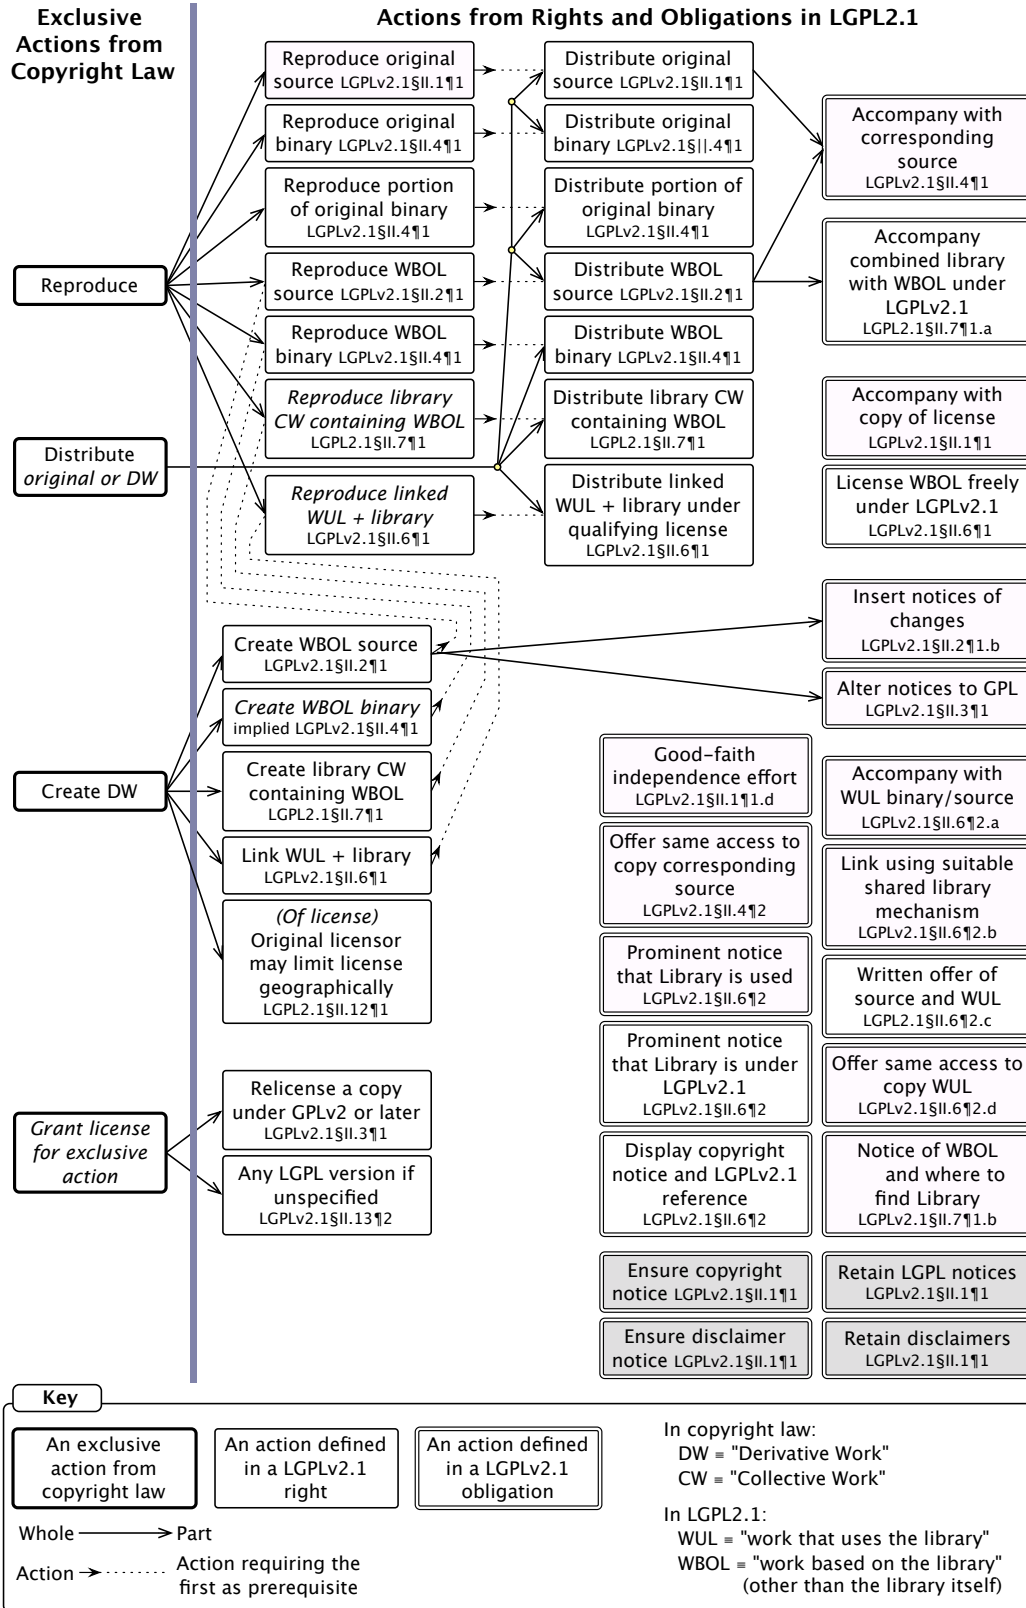 Exclusive
Actions from
Copyright Law
Actions from Rights and Obligations in LGPL2.1
Reproduce
Distribute
original or DW
Create DW
Grant license
for exclusive
action
Reproduce original
source LGPLv2.1§II.1¶1
Reproduce original
binary LGPLv2.1§II.4¶1
Reproduce portion
of original binary
LGPLv2.1§II.4¶1
Reproduce WBOL
source LGPLv2.1§II.2¶1
Reproduce WBOL
binary LGPLv2.1§II.4¶1
Reproduce library
CW containing WBOL
LGPL2.1§II.7¶1
Reproduce linked
WUL + library
LGPLv2.1§II.6¶1
Distribute original
source LGPLv2.1§II.1¶1
Distribute original
binary LGPLv2.1§||.4¶1
Distribute portion of
original binary
LGPLv2.1§II.4¶1
Distribute WBOL
source LGPLv2.1§II.2¶1
Distribute WBOL
binary LGPLv2.1§II.4¶1
Distribute library CW
containing WBOL
LGPL2.1§II.7¶1
Distribute linked
WUL + library under
qualifying license
LGPLv2.1§II.6¶1
Accompany with
corresponding
source
LGPLv2.1§II.4¶1
Accompany
combined library
with WBOL under
LGPLv2.1
LGPL2.1§II.7¶1.a
Accompany with
copy of license
LGPLv2.1§II.1¶1
License WBOL freely
under LGPLv2.1
LGPLv2.1§II.6¶1
Insert notices of
changes
LGPLv2.1§II.2¶1.b
Alter notices to GPL
LGPLv2.1§II.3¶1
Create WBOL source
LGPLv2.1§II.2¶1
Create WBOL binary
implied LGPLv2.1§II.4¶1
Create library CW
containing WBOL
LGPL2.1§II.7¶1
Link WUL + library
LGPLv2.1§II.6¶1
(Of license)
Original licensor
may limit license
geographically
LGPL2.1§II.12¶1
Relicense a copy
under GPLv2 or later
LGPLv2.1§II.3¶1
Any LGPL version if
unspecified
LGPLv2.1§II.13¶2
Good-faith
independence effort
LGPLv2.1§II.1¶1.d
Offer same access to
copy corresponding
source
LGPLv2.1§II.4¶2
Prominent notice
that Library is used
LGPLv2.1§II.6¶2
Prominent notice
that Library is under
LGPLv2.1
LGPLv2.1§II.6¶2
Display copyright
notice and LGPLv2.1
reference
LGPLv2.1§II.6¶2
Ensure copyright
notice LGPLv2.1§II.1¶1
Ensure disclaimer
notice LGPLv2.1§II.1¶1
Accompany with
WUL binary/source
LGPLv2.1§II.6¶2.a
Link using suitable
shared library
mechanism
LGPLv2.1§II.6¶2.b
Written offer of
source and WUL
LGPL2.1§II.6¶2.c
Offer same access to
copy WUL
LGPLv2.1§II.6¶2.d
Notice of WBOL
and where to
find Library
LGPLv2.1§II.7¶1.b
Retain LGPL notices
LGPLv2.1§II.1¶1
Retain disclaimers
LGPLv2.1§II.1¶1
Key
An exclusive
action from
copyright law
An action defined
in a LGPLv2.1
right
An action defined
in a LGPLv2.1
obligation
Whole Part
Action Action requiring the
first as prerequisite
In copyright law:
DW = "Derivative Work"
CW = "Collective Work"
In LGPL2.1:
WUL = "work that uses the library"
WBOL = "work based on the library"
(other than the library itself)